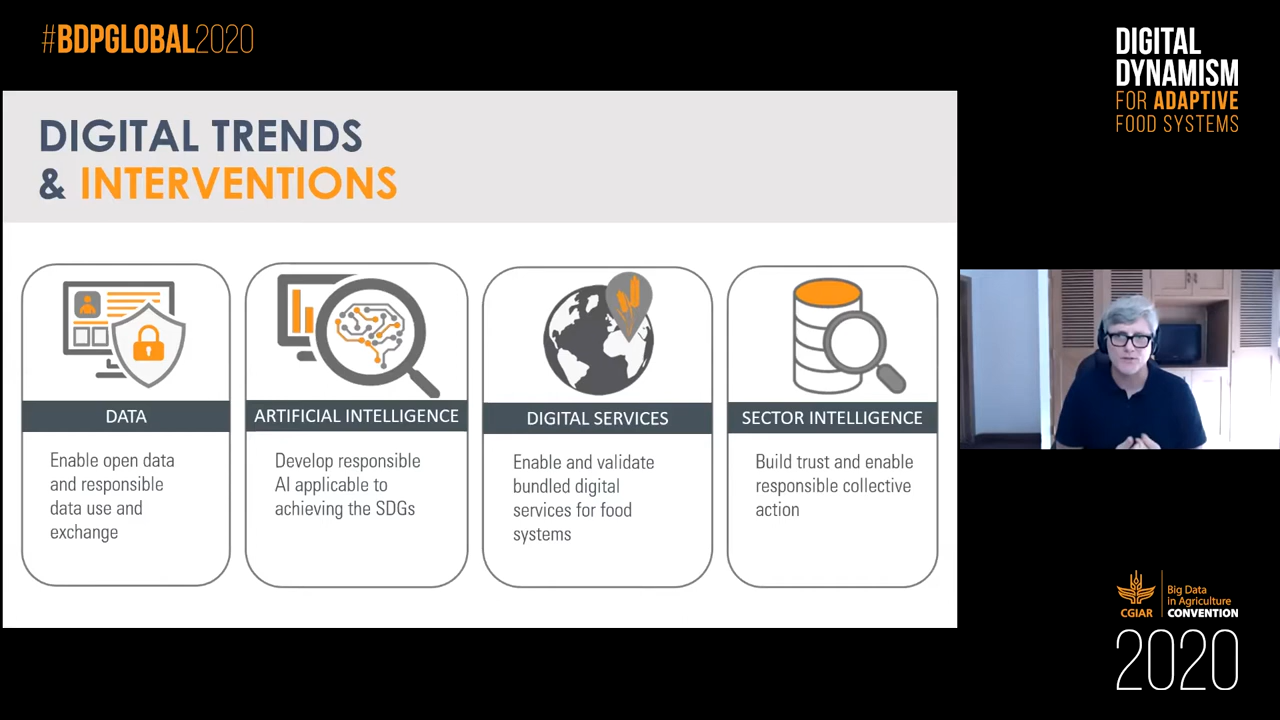 #BDPGLOBAL2020
DIGITAL
DYNAMISM
FOR ADAPTIVE
FOOD SYSTEMS
DIGITAL TRENDS
& INTERVENTIONS
DATA
Enable open data
and responsible
data use and
exchange
ARTIFICIAL INTELLIGENCE
Develop responsible
AI applicable to
achieving the SDGs
DIGITAL SERVICES
Enable and validate
bundled digital
services for food
systems
SECTOR INTELLIGENCE
Build trust and enable
responsible collective
action
CGIAR
Big Data
in Agriculture
CONVENTION
2020